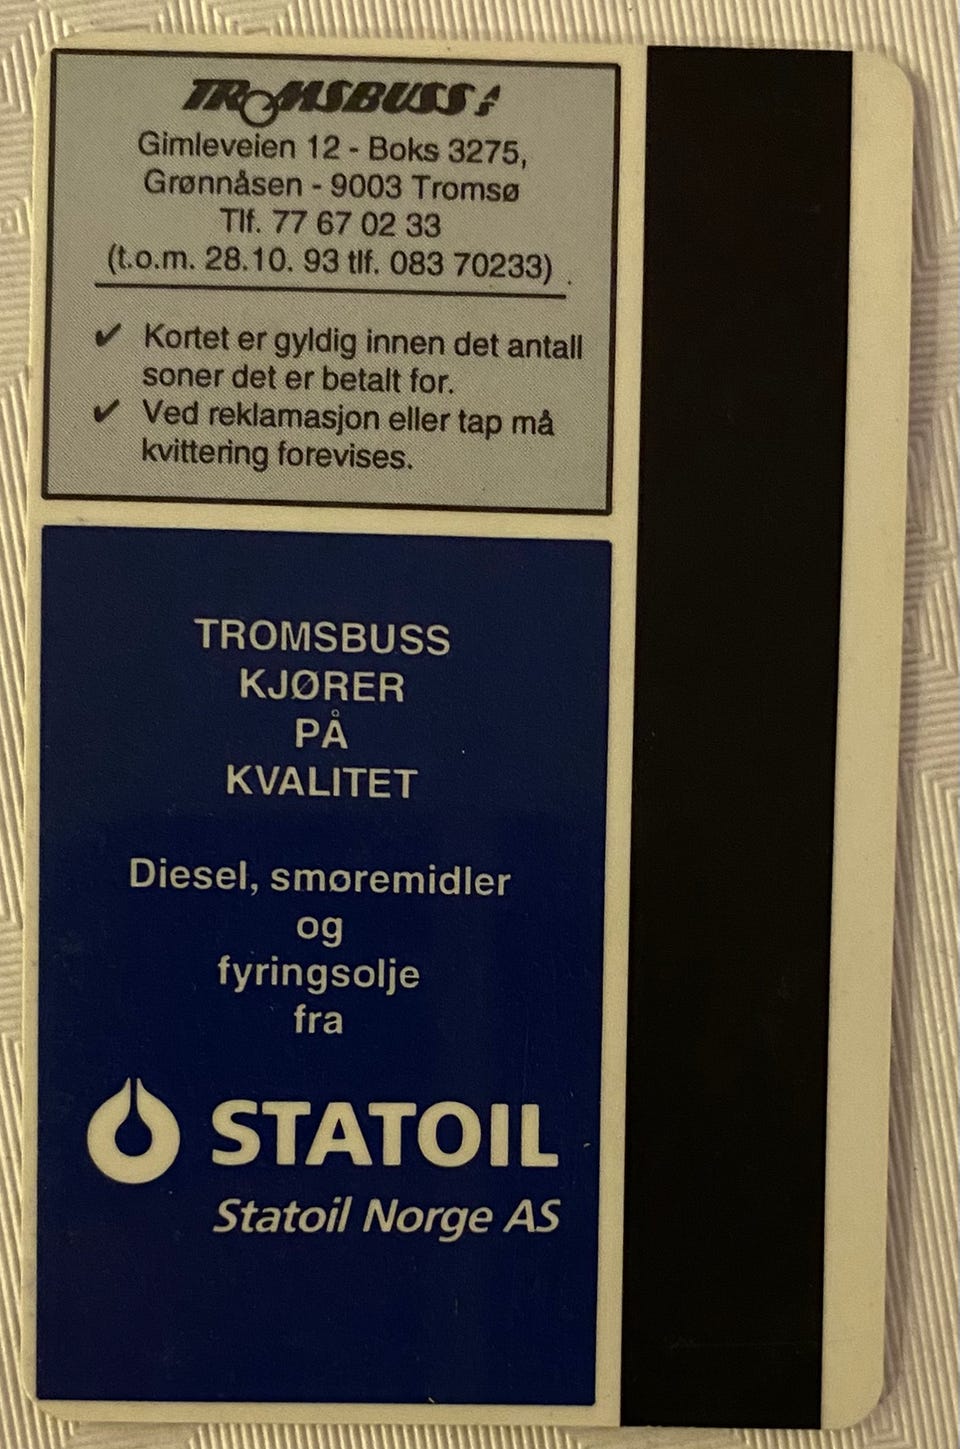 TROMSBUSS A/S
Gimleveien 12 - Boks 3275,
Grønnåsen - 9003 Tromsø
Tlf. 77 67 02 33
(t.o.m. 28.10. 93 tlf. 083 70233)
✔ Kortet er gyldig innen det antall
soner det er betalt for.
✔ Ved reklamasjon eller tap må
kvittering forevises.
TROMSBUSS
KJØRER
PÅ
KVALITET
Diesel, smøremidler
og
fyringsolje
fra
STATOIL
Statoil Norge AS